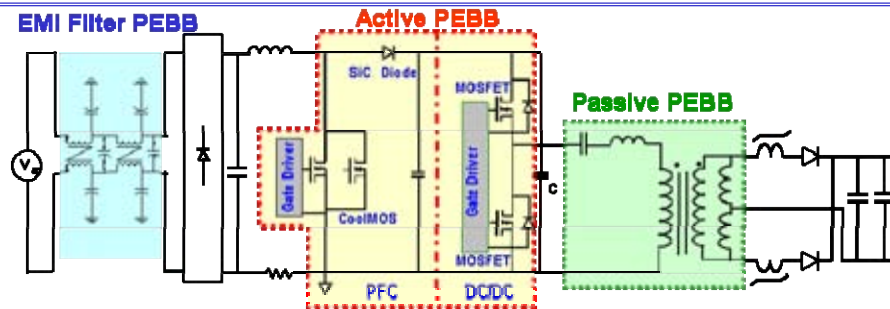 EMI Filter PEBB
Active PEBB
SiC Diode
MOSFET
Passive PEBB
Gate Driver
Gate Driver
C
CoolMOS
MOSFET
PFC
DC/DC